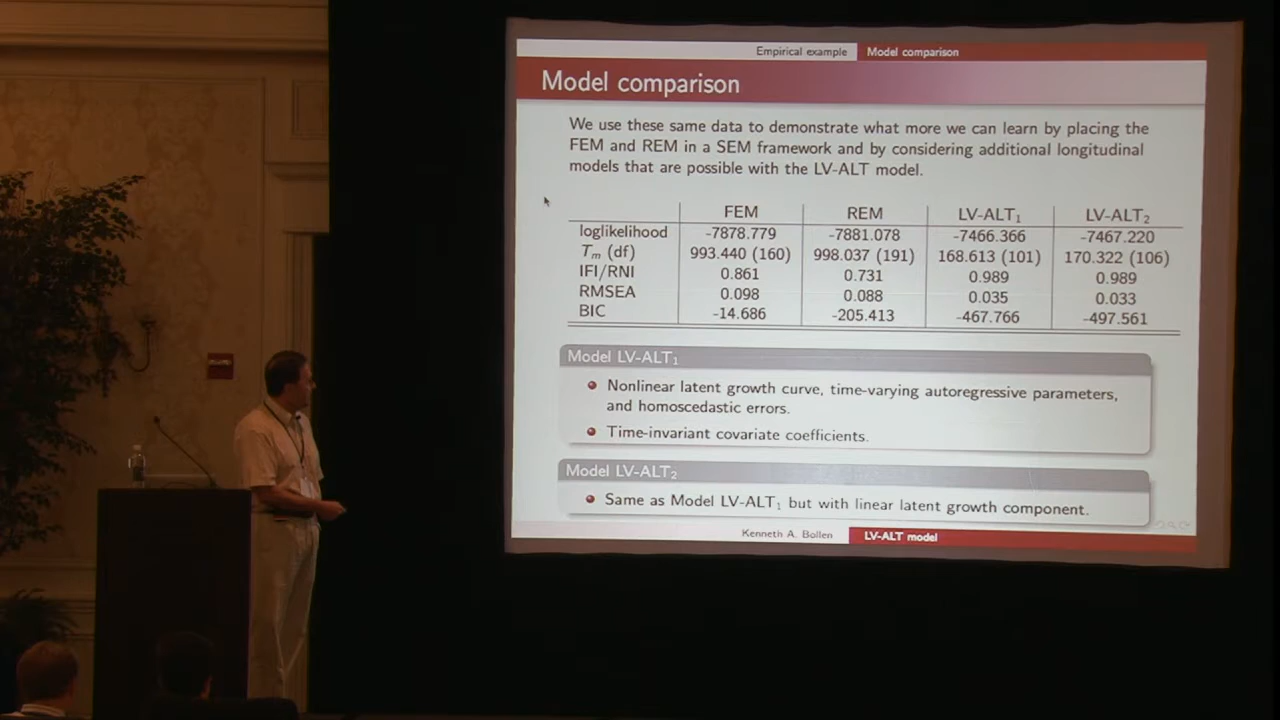 Empirical example Model comparison
Model comparison
We use these same data to demonstrate what more we can learn by placing the
FEM and REM in a SEM framework and by considering additional longitudinal
models that are possible with the LV-ALT model.
FEM REM LV-ALT₁ LV-ALT₂
loglikelihood -7878.779 -7881.078 -7466.366 -7467.220
Tₘ (df) 993.440 (160) 998.037 (191) 168.613 (101) 170.322 (106)
IFI/RNI 0.861 0.731 0.989 0.989
RMSEA 0.098 0.088 0.035 0.033
BIC -14.686 -205.413 -467.766 -497.561
Model LV-ALT₁
Nonlinear latent growth curve, time-varying autoregressive parameters,
and homoscedastic errors.
Time-invariant covariate coefficients.
Model LV-ALT₂
Same as Model LV-ALT₁ but with linear latent growth component.
Kenneth A. Bollen LV-ALT model